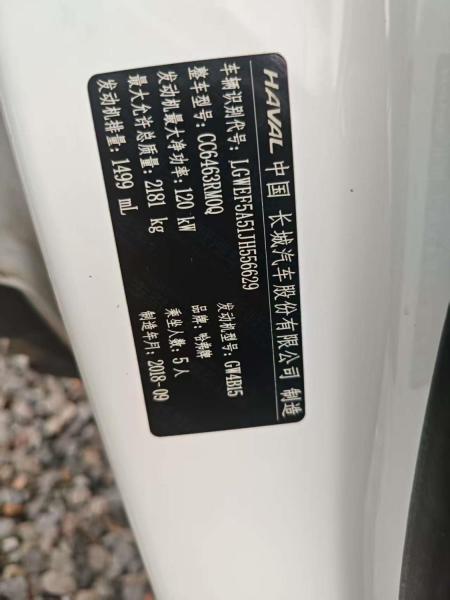 HAVAL 中国 长城汽车股份有限公司 制造
车辆识别代号: LGWEF5A51JH556629
整车型号: CC6463RM0Q 发动机型号: GW4B15
发动机最大净功率: 120 kW 品牌: 哈弗牌
最大允许总质量: 2181 kg 乘坐人数: 5人
发动机排量: 1499 mL 制造年月: 2018-09